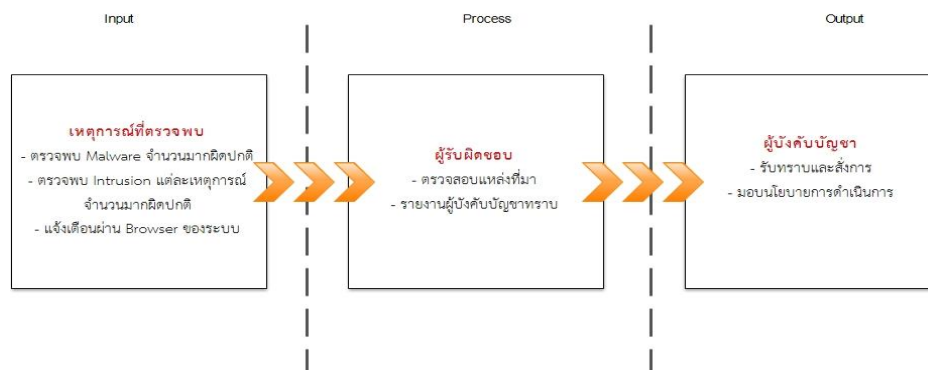 Input
Process
Output
เหตุการณ์ที่ตรวจพบ
- ตรวจพบ Malware จำนวนมากผิดปกติ
- ตรวจพบ Intrusion แต่ละเหตุการณ์
จำนวนมากผิดปกติ
- แจ้งเตือนผ่าน Browser ของระบบ
ผู้รับผิดชอบ
- ตรวจสอบแหล่งที่มา
- รายงานผู้บังคับบัญชาทราบ
ผู้บังคับบัญชา
- รับทราบและสั่งการ
- มอบนโยบายการดำเนินการ